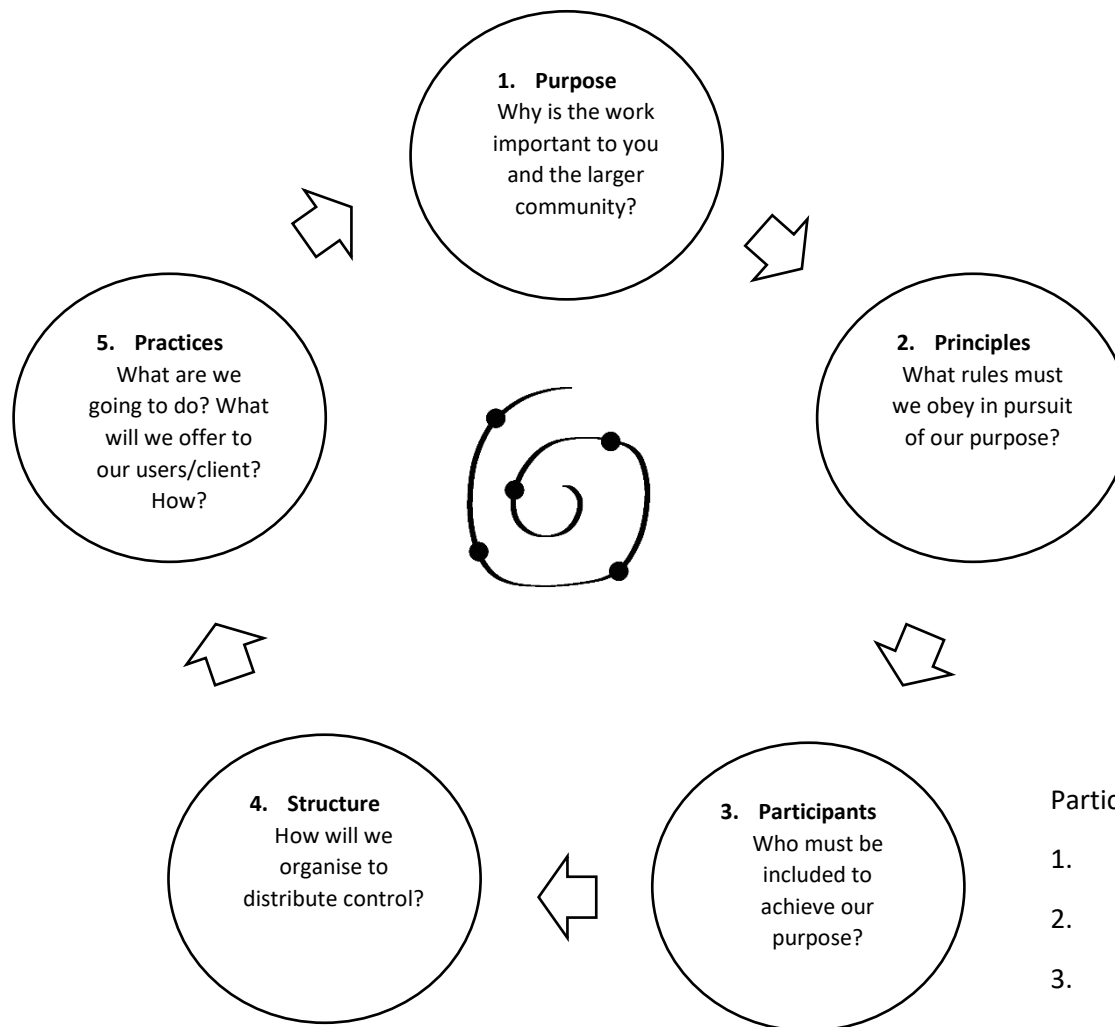 1. Purpose
Why is the work
important to you
and the larger
community?
2. Principles
What rules must
we obey in pursuit
of our purpose?
3. Participants
Who must be
included to
achieve our
purpose?
4. Structure
How will we
organise to
distribute control?
5. Practices
What are we
going to do? What
will we offer to
our users/client?
How?
1.
2.
3.